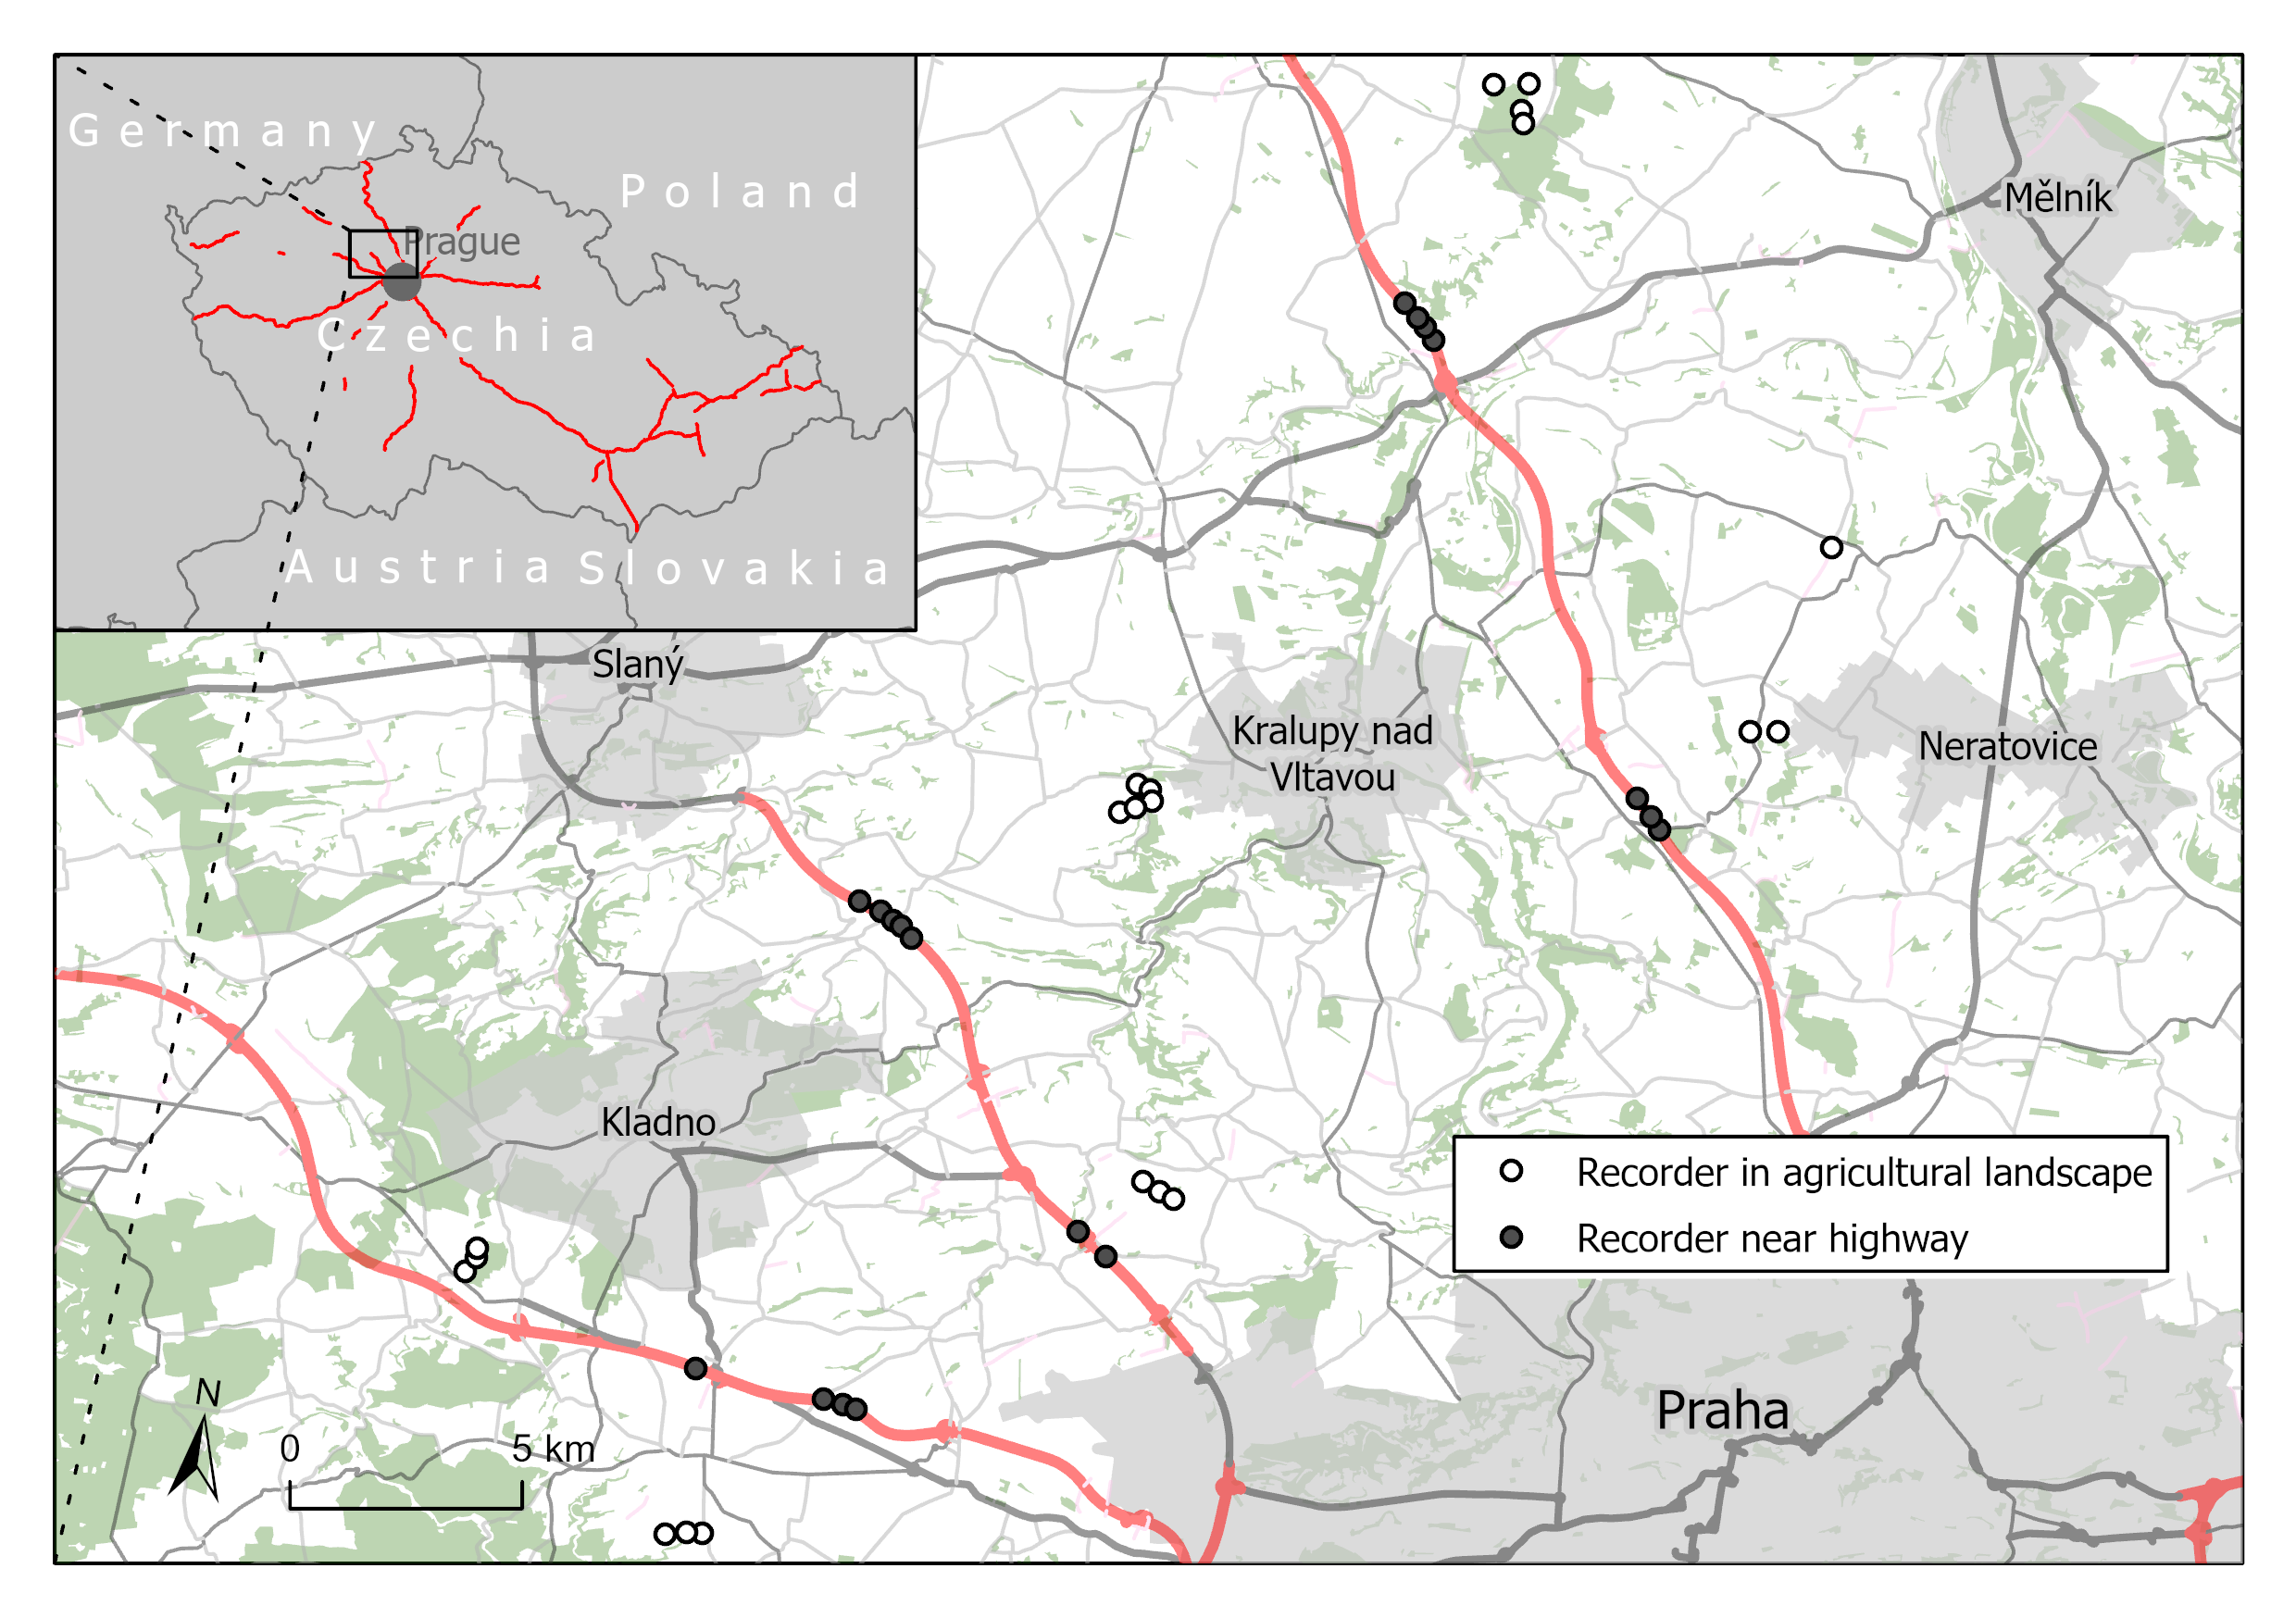 Germany
Poland
Prague
Czechia
Austria
Slovakia
Mělník
Slaný
Kralupy nad
Vltavou
Neratovice
Kladno
Recorder in agricultural landscape
Recorder near highway
Praha
N
0
5 km